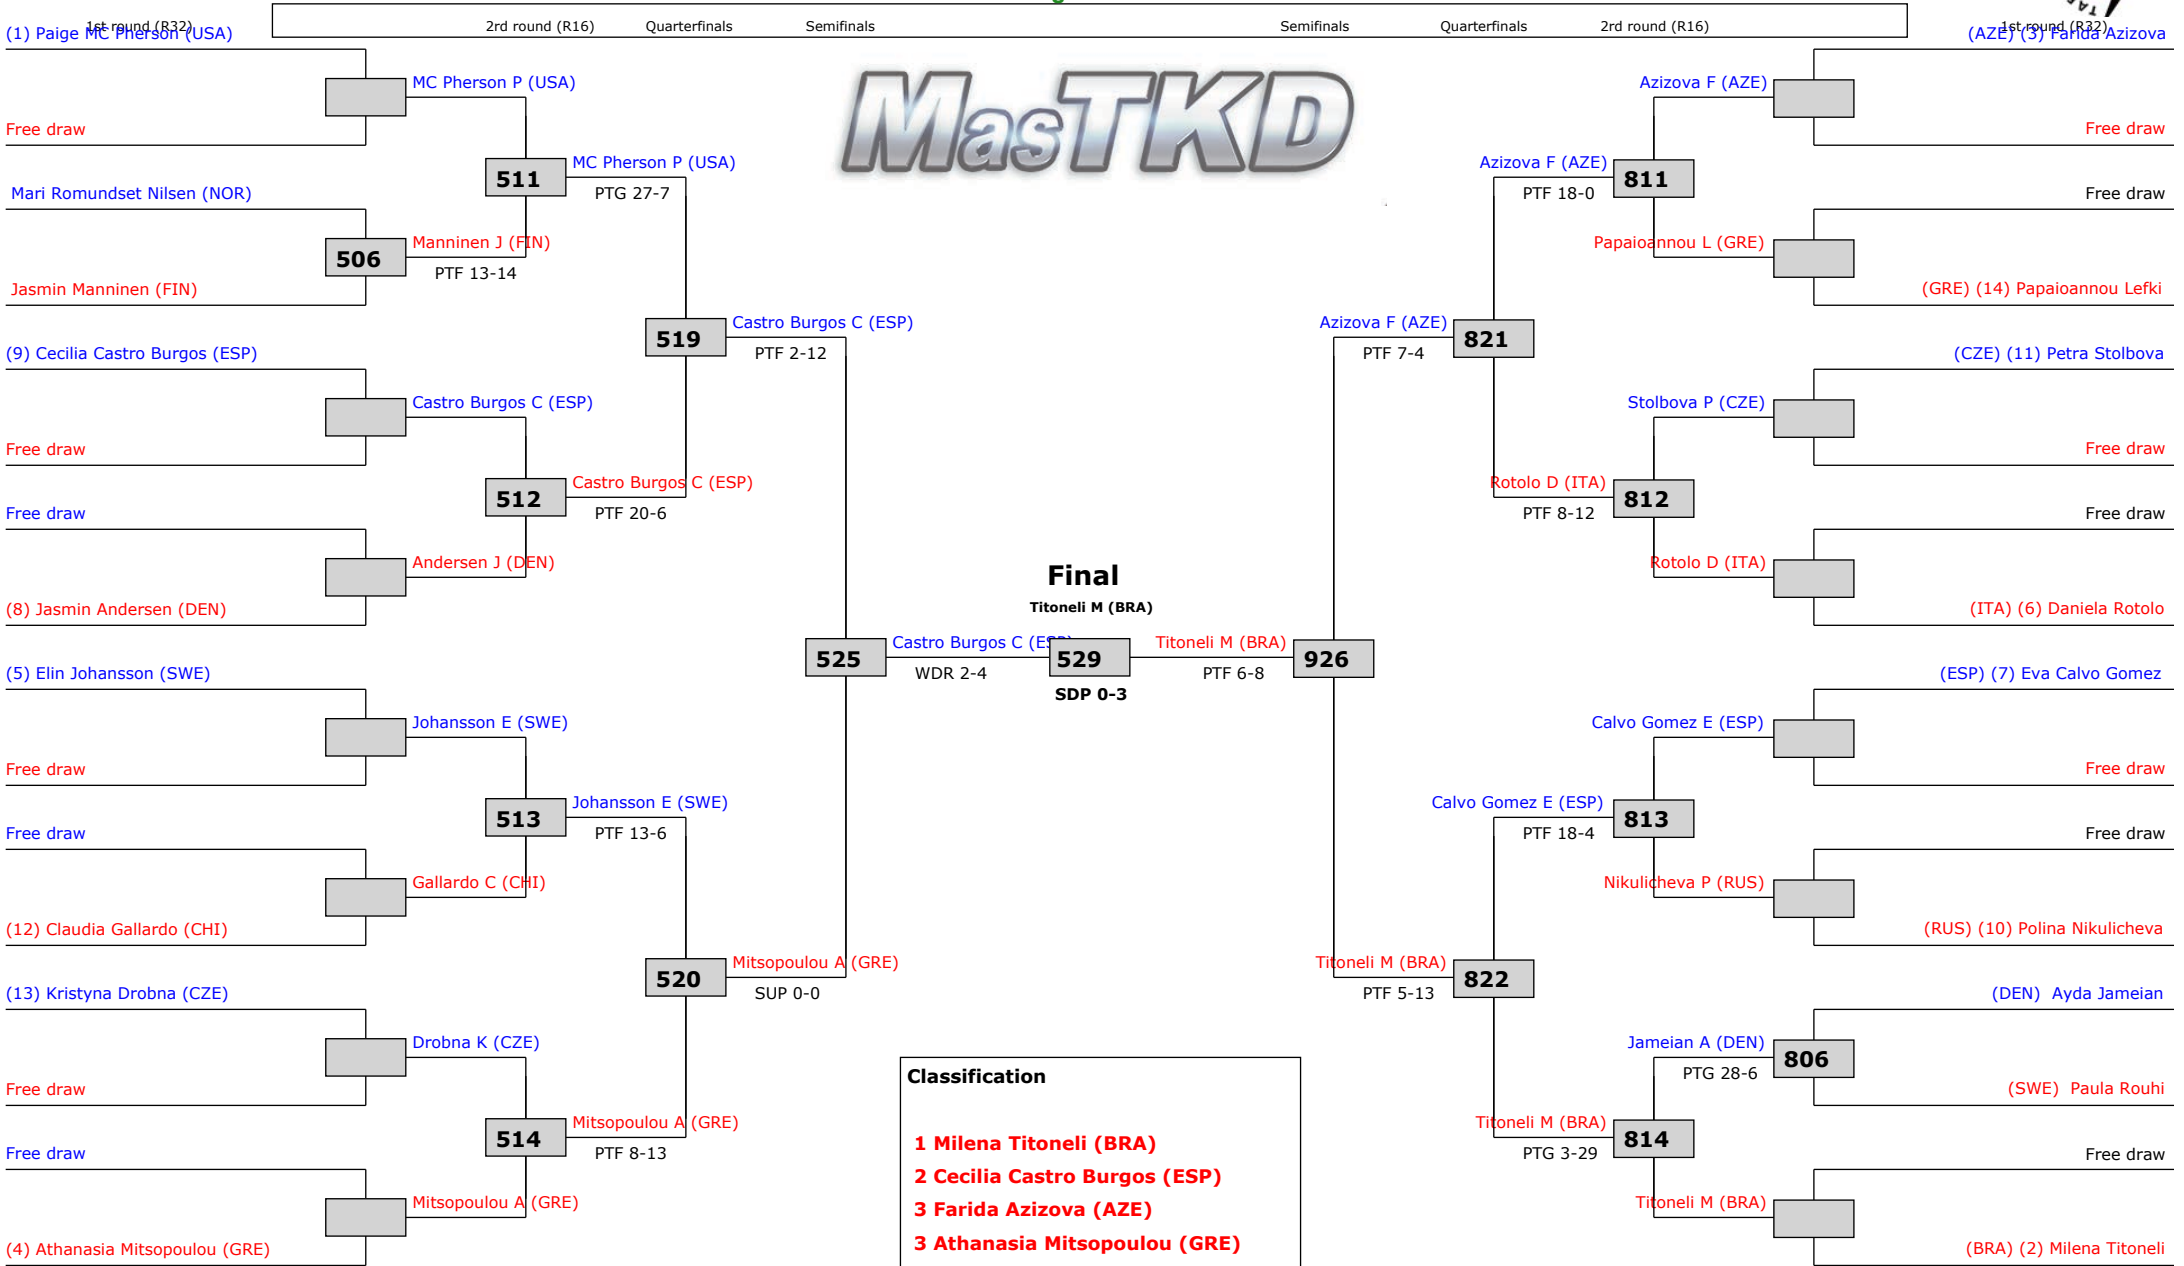 1st round (R32)
2rd round (R16)
Quarterfinals
Semifinals
Semifinals
Quarterfinals
2rd round (R16)
1st round (R32)
MasTKD
(1) Paige MC Pherson (USA)
Free draw
Mari Romundset Nilsen (NOR)
Jasmin Manninen (FIN)
(9) Cecilia Castro Burgos (ESP)
Free draw
Free draw
(8) Jasmin Andersen (DEN)
(5) Elin Johansson (SWE)
Free draw
Free draw
(12) Claudia Gallardo (CHI)
(13) Kristyna Drobna (CZE)
Free draw
Free draw
(4) Athanasia Mitsopoulou (GRE)
MC Pherson P (USA)
506
Manninen J (FIN)
PTF 13-14
Castro Burgos C (ESP)
Andersen J (DEN)
Johansson E (SWE)
Gallardo C (CHI)
Drobna K (CZE)
Mitsopoulou A (GRE)
511
MC Pherson P (USA)
PTG 27-7
512
Castro Burgos C (ESP)
PTF 20-6
513
Johansson E (SWE)
PTF 13-6
514
Mitsopoulou A (GRE)
PTF 8-13
519
Castro Burgos C (ESP)
PTF 2-12
520
Mitsopoulou A (GRE)
SUP 0-0
525
Castro Burgos C (ESP)
WDR 2-4
Final
Titoneli M (BRA)
529
SDP 0-3
Titoneli M (BRA)
PTF 6-8
926
Azizova F (AZE)
PTF 7-4
821
Titoneli M (BRA)
PTF 5-13
822
Azizova F (AZE)
PTF 18-0
811
Rotolo D (ITA)
PTF 8-12
812
Calvo Gomez E (ESP)
PTF 18-4
813
Titoneli M (BRA)
PTG 3-29
814
Azizova F (AZE)
Papaioannou L (GRE)
Stolbova P (CZE)
Rotolo D (ITA)
Calvo Gomez E (ESP)
Nikulicheva P (RUS)
Jameian A (DEN)
PTG 28-6
806
Titoneli M (BRA)
(AZE) (3) Farida Azizova
Free draw
Free draw
(GRE) (14) Papaioannou Lefki
(CZE) (11) Petra Stolbova
Free draw
Free draw
(ITA) (6) Daniela Rotolo
(ESP) (7) Eva Calvo Gomez
Free draw
Free draw
(RUS) (10) Polina Nikulicheva
(DEN) Ayda Jameian
(SWE) Paula Rouhi
Free draw
(BRA) (2) Milena Titoneli
Classification
1 Milena Titoneli (BRA)
2 Cecilia Castro Burgos (ESP)
3 Farida Azizova (AZE)
3 Athanasia Mitsopoulou (GRE)